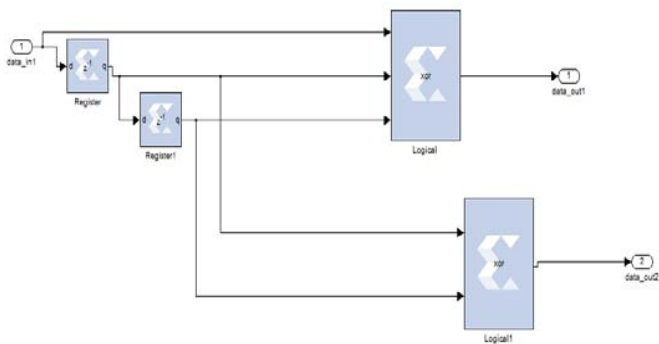 1
data_in1
d
z-1
q
Register
d
z-1
q
Register1
xor
Logical
1
data_out1
xor
Logical1
2
data_out2